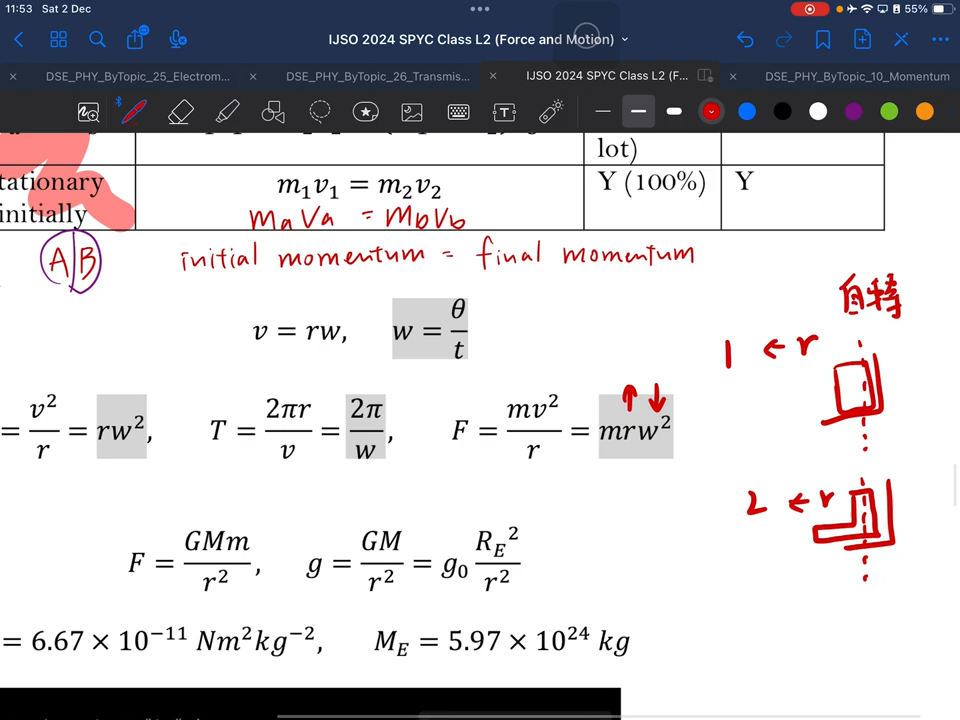 11:53 Sat 2 Dec
55%
IJSO 2024 SPYC Class L2 (Force and Motion)
DSE_PHY_ByTopic_25_Electrom...
DSE_PHY_ByTopic_26_Transmis...
IJSO 2024 SPYC Class L2 (F...
DSE_PHY_ByTopic_10_Momentum
lot)
tationary
initially
m₁v₁ = m₂v₂
Y (100%)
Y
mₐvₐ = m_b v_b
A|B
initial momentum = final momentum
自轉
v = rw, w = θ/t
1 ← r
= v²/r = rw², T = 2πr/v = 2π/w, F = mv²/r = mrw²
↑ ↓
2 ← r
F = GMm/r², g = GM/r² = g₀ R_E²/r²
= 6.67 × 10⁻¹¹ Nm²kg⁻², M_E = 5.97 × 10²⁴ kg